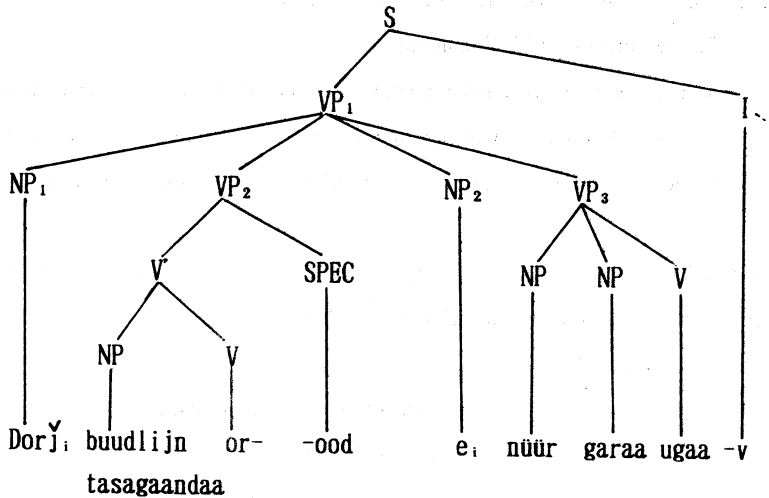 S
VP₁ I
NP₁ VP₂ NP₂ VP₃
V' SPEC NP NP V
NP V
Dorǰᵢ buudlijn or- -ood eᵢ nüür garaa ugaa -v
tasagaandaa